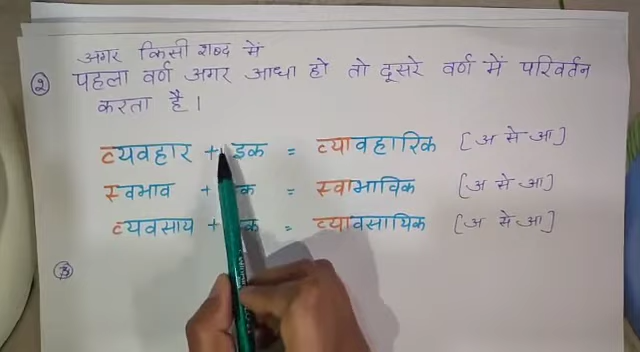 अगर किसी शब्द में
② पहला वर्ण अगर आधा हो तो दूसरे वर्ण में परिवर्तन
करता है।
व्यवहार + इक = व्यावहारिक [अ से आ]
स्वभाव + क = स्वाभाविक [अ से आ]
व्यवसाय + क = व्यावसायिक [अ से आ]
③